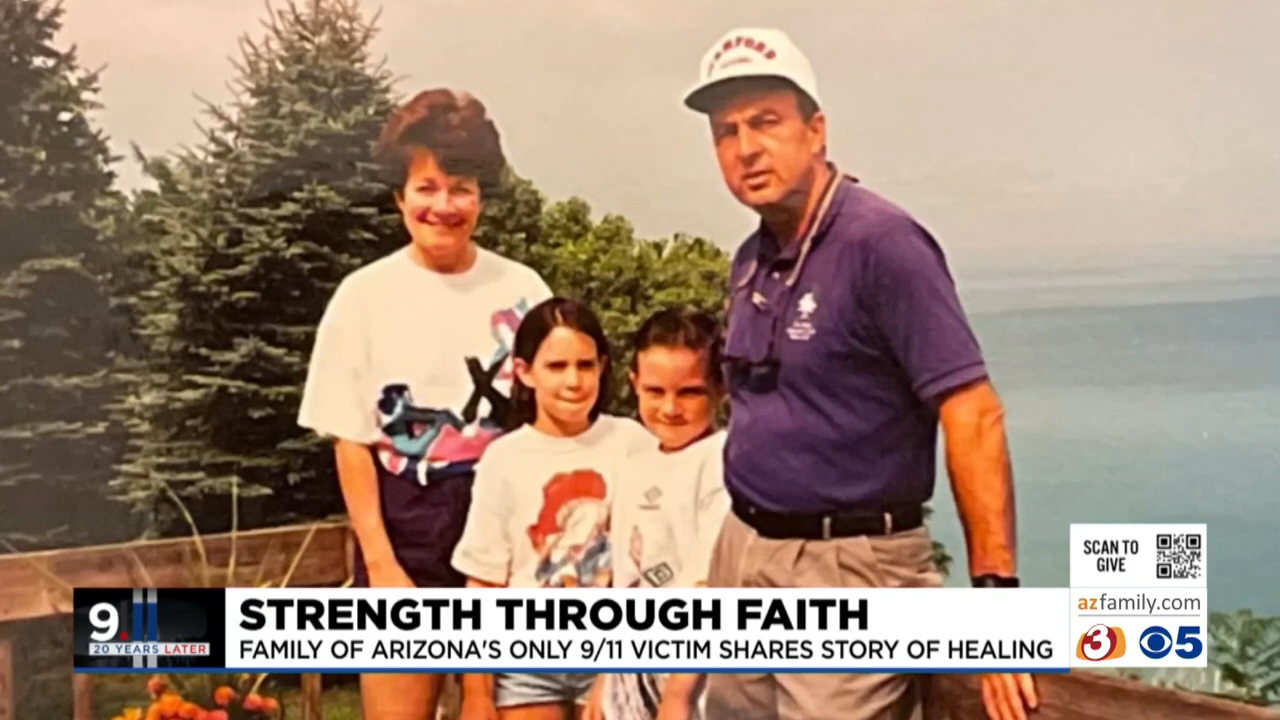 9.11
20 YEARS LATER
STRENGTH THROUGH FAITH
FAMILY OF ARIZONA'S ONLY 9/11 VICTIM SHARES STORY OF HEALING
SCAN TO
GIVE
azfamily.com
3 5